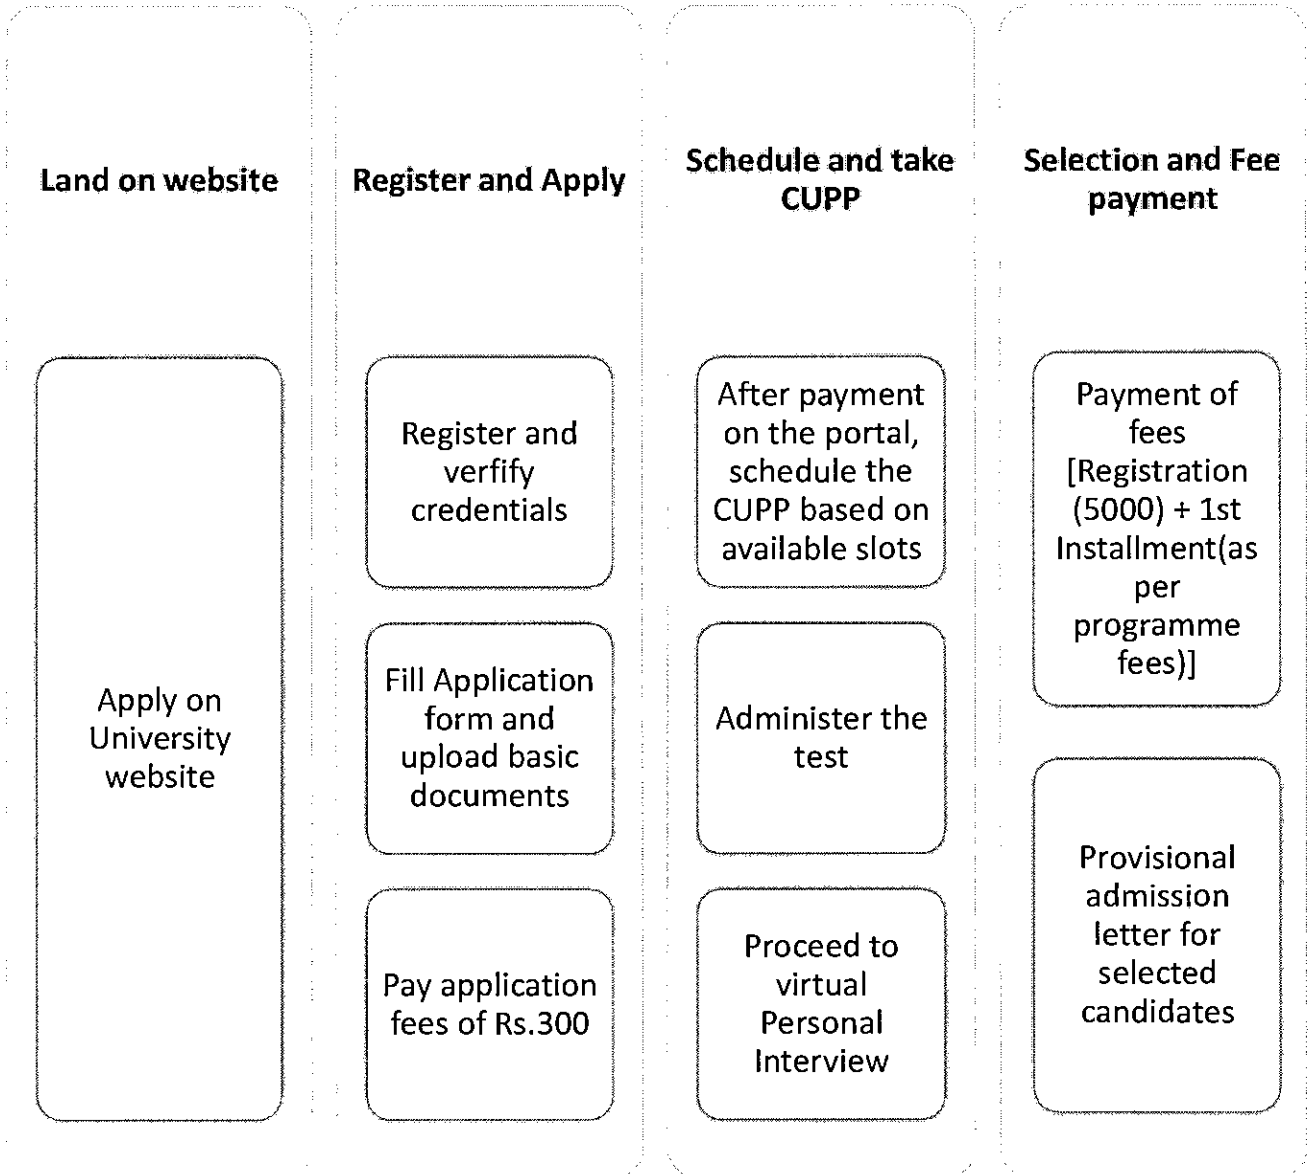 Land on website
Apply on
University
website
Register and Apply
Register and
verfify
credentials
Fill Application
form and
upload basic
documents
Pay application
fees of Rs.300
Schedule and take
CUPP
After payment
on the portal,
schedule the
CUPP based on
available slots
Administer the
test
Proceed to
virtual
Personal
Interview
Selection and Fee
payment
Payment of
fees
[Registration
(5000) + 1st
Installment(as
per
programme
fees)]
Provisional
admission
letter for
selected
candidates